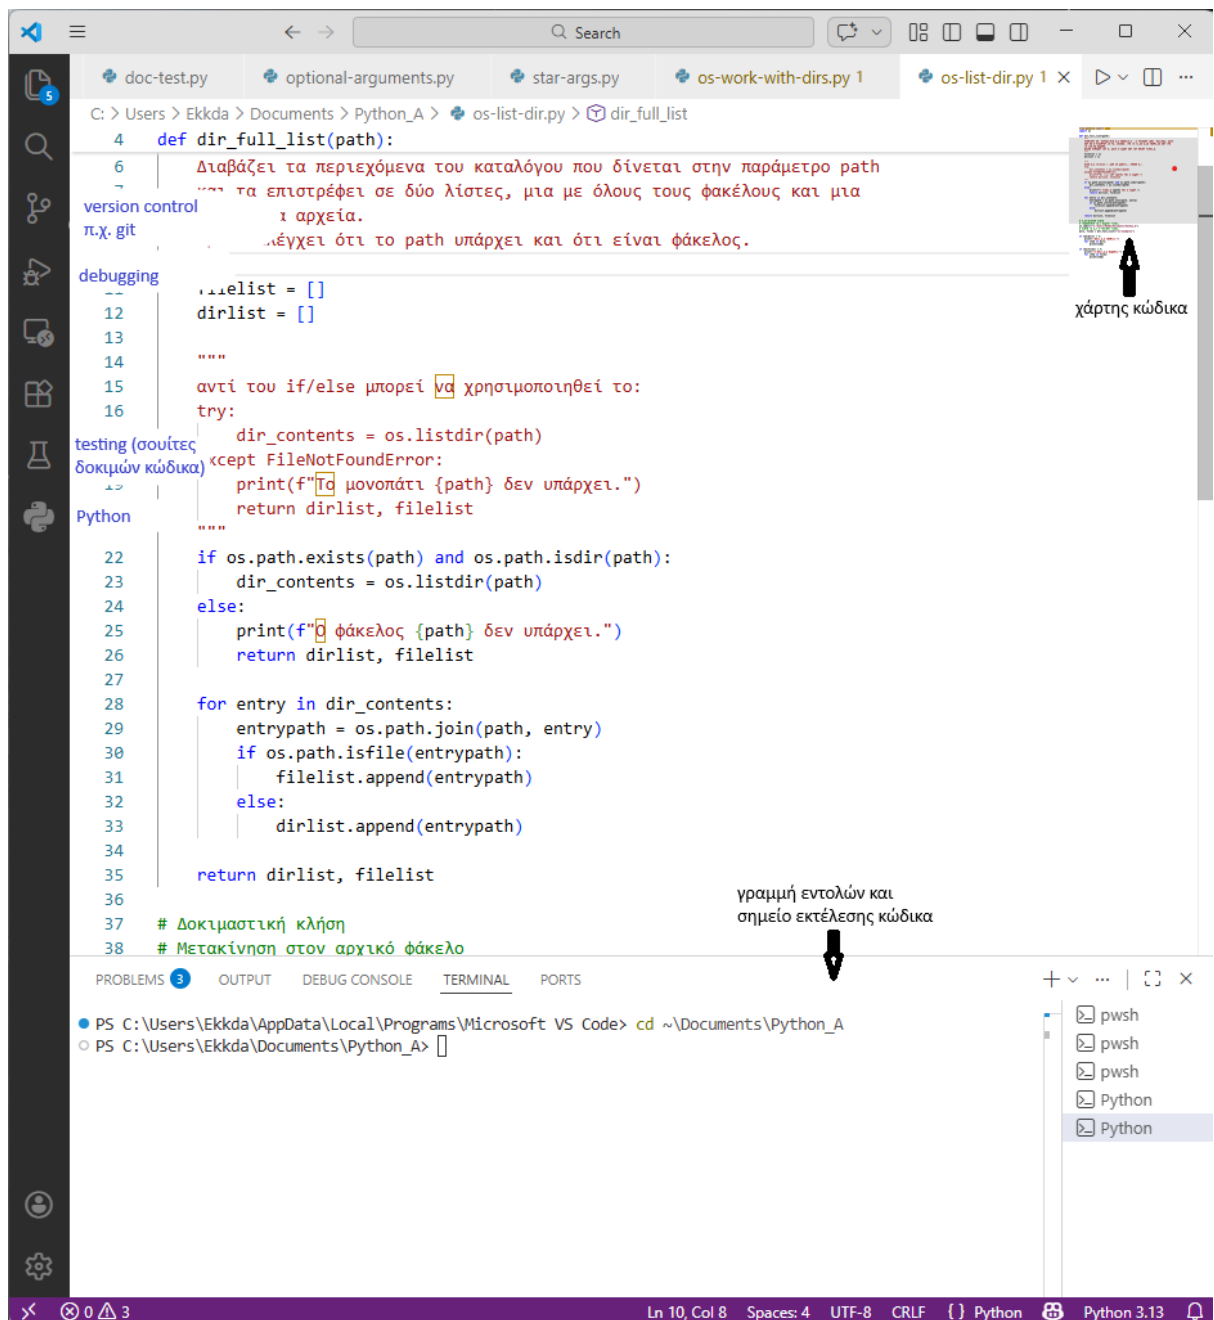 Search
doc-test.py
optional-arguments.py
star-args.py
os-work-with-dirs.py 1
os-list-dir.py 1
5
C: > Users > Ekkda > Documents > Python_A > os-list-dir.py > dir_full_list
4 def dir_full_list(path):
6 Διαβάζει τα περιεχόμενα του καταλόγου που δίνεται στην παράμετρο path
και τα επιστρέφει σε δύο λίστες, μια με όλους τους φακέλους και μια
version control
α αρχεία.
π.χ. git
λέγχει ότι το path υπάρχει και ότι είναι φάκελος.
debugging
filelist = []
12 dirlist = []
χάρτης κώδικα
13
14 """
15 αντί του if/else μπορεί να χρησιμοποιηθεί το:
16 try:
dir_contents = os.listdir(path)
testing (σουίτες
δοκιμών κώδικα)
xcept FileNotFoundError:
19 print(f"Το μονοπάτι {path} δεν υπάρχει.")
return dirlist, filelist
Python
"""
22 if os.path.exists(path) and os.path.isdir(path):
23 dir_contents = os.listdir(path)
24 else:
25 print(f"Ο φάκελος {path} δεν υπάρχει.")
26 return dirlist, filelist
27
28 for entry in dir_contents:
29 entrypath = os.path.join(path, entry)
30 if os.path.isfile(entrypath):
31 filelist.append(entrypath)
32 else:
33 dirlist.append(entrypath)
34
35 return dirlist, filelist
36
γραμμή εντολών και
σημείο εκτέλεσης κώδικα
37 # Δοκιμαστική κλήση
38 # Μετακίνηση στον αρχικό φάκελο
PROBLEMS 3 OUTPUT DEBUG CONSOLE TERMINAL PORTS
PS C:\Users\Ekkda\AppData\Local\Programs\Microsoft VS Code> cd ~\Documents\Python_A
PS C:\Users\Ekkda\Documents\Python_A>
pwsh
pwsh
pwsh
Python
Python
0 3 Ln 10, Col 8 Spaces: 4 UTF-8 CRLF { } Python Python 3.13